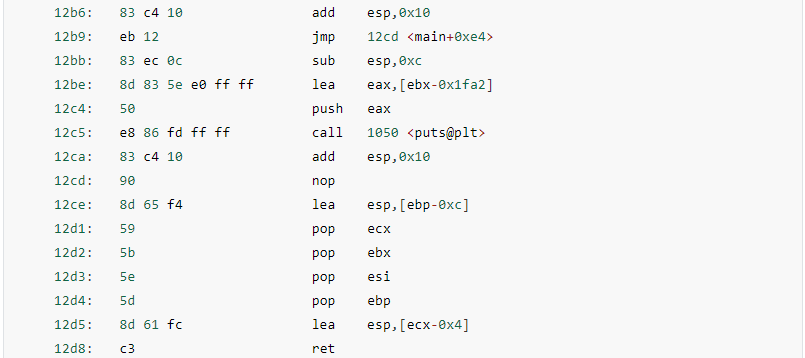 12b6: 83 c4 10 add esp,0x10
12b9: eb 12 jmp 12cd <main+0xe4>
12bb: 83 ec 0c sub esp,0xc
12be: 8d 83 5e e0 ff ff lea eax,[ebx-0x1fa2]
12c4: 50 push eax
12c5: e8 86 fd ff ff call 1050 <puts@plt>
12ca: 83 c4 10 add esp,0x10
12cd: 90 nop
12ce: 8d 65 f4 lea esp,[ebp-0xc]
12d1: 59 pop ecx
12d2: 5b pop ebx
12d3: 5e pop esi
12d4: 5d pop ebp
12d5: 8d 61 fc lea esp,[ecx-0x4]
12d8: c3 ret